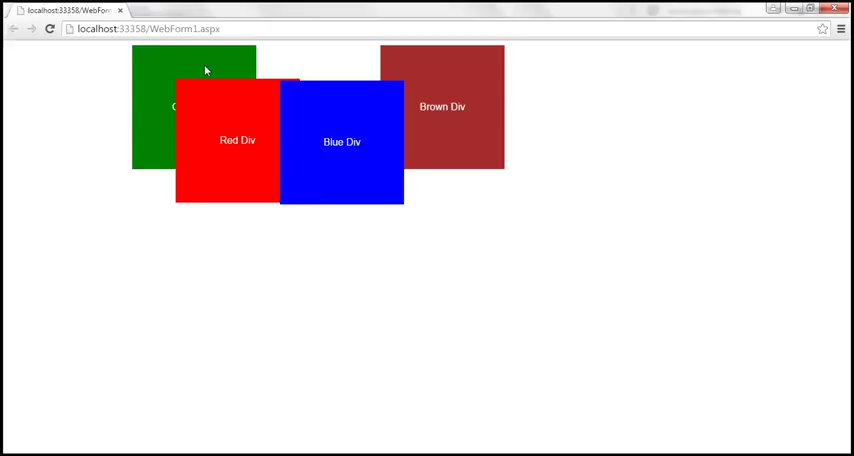 localhost:33358/WebForm
localhost:33358/WebForm1.aspx
Brown Div
Red Div
Blue Div